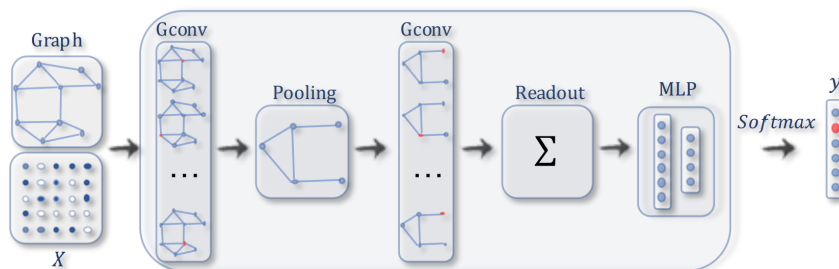 Graph
X
Gconv
...
Pooling
Gconv
...
Readout
Σ
MLP
Softmax
y